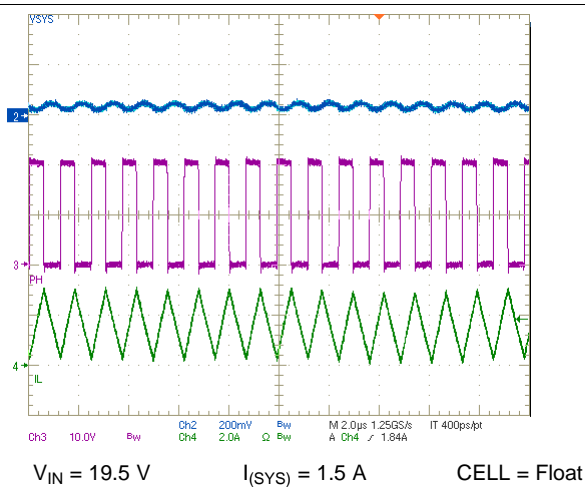 VSYS
2
3
PH
4
IL
Ch2 200mV Bw M 2.0µs 1.25GS/s IT 400ps/pt
Ch3 10.0V Bw Ch4 2.0A Ω Bw A Ch4 / 1.84A
VIN = 19.5 V I(SYS) = 1.5 A CELL = Float